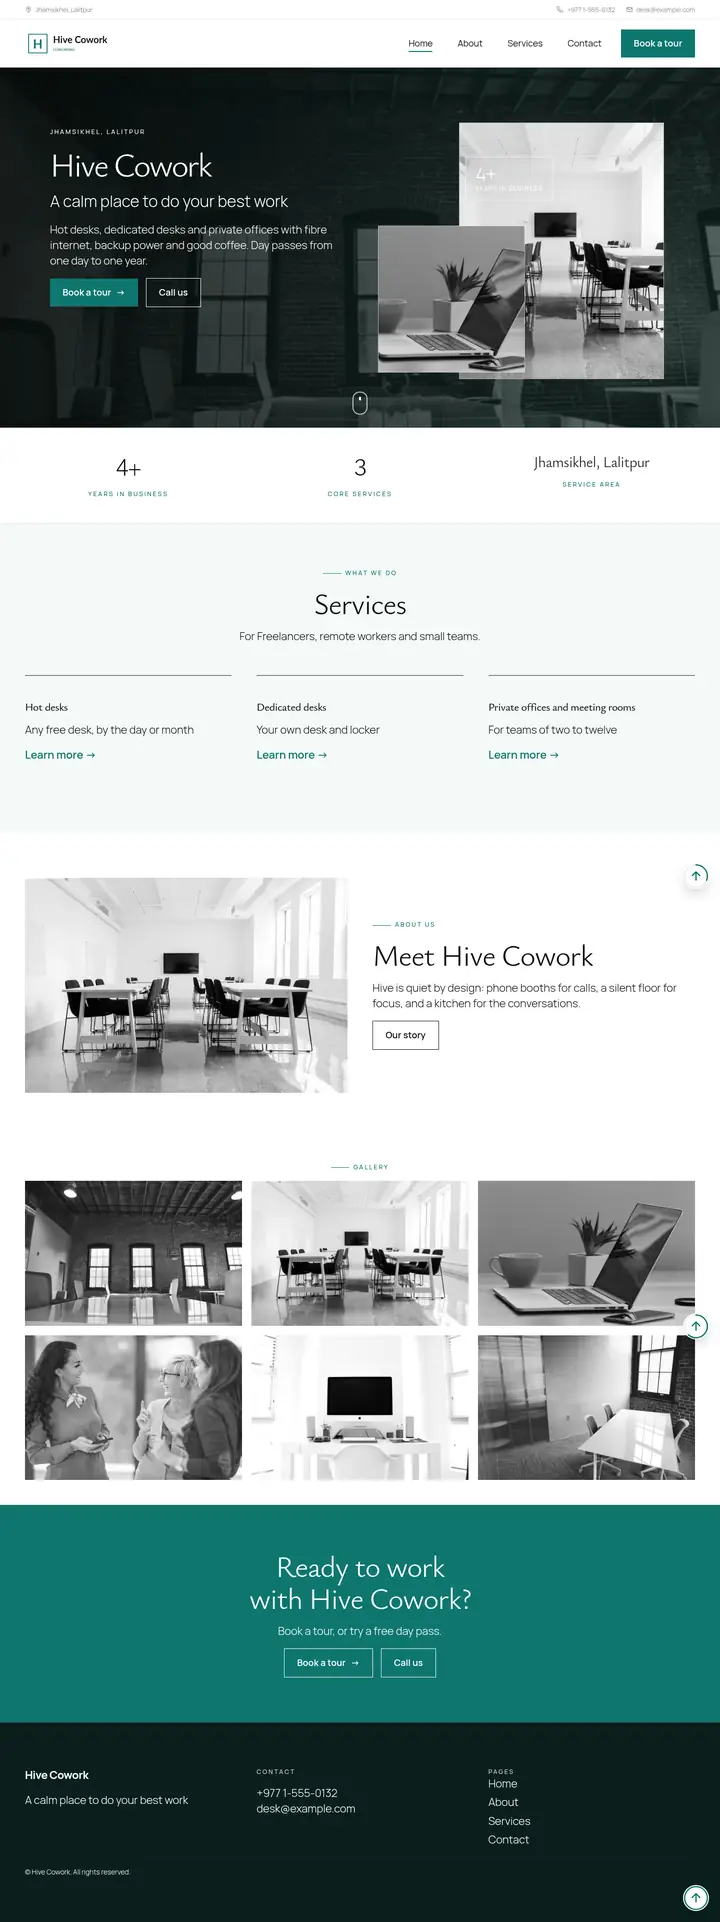 Jhamsikhel, Lalitpur
+977 1-555-0132
desk@example.com
H
Hive Cowork
COWORKING
Home
About
Services
Contact
Book a tour
JHAMSIKHEL, LALITPUR
Hive Cowork
A calm place to do your best work
Hot desks, dedicated desks and private offices with fibre
internet, backup power and good coffee. Day passes from
one day to one year.
Book a tour →
Call us
4+
YEARS IN BUSINESS
4+
YEARS IN BUSINESS
3
CORE SERVICES
Jhamsikhel, Lalitpur
SERVICE AREA
WHAT WE DO
Services
For Freelancers, remote workers and small teams.
Hot desks
Any free desk, by the day or month
Learn more →
Dedicated desks
Your own desk and locker
Learn more →
Private offices and meeting rooms
For teams of two to twelve
Learn more →
ABOUT US
Meet Hive Cowork
Hive is quiet by design: phone booths for calls, a silent floor for
focus, and a kitchen for the conversations.
Our story
GALLERY
Ready to work
with Hive Cowork?
Book a tour, or try a free day pass.
Book a tour →
Call us
Hive Cowork
A calm place to do your best work
CONTACT
+977 1-555-0132
desk@example.com
PAGES
Home
About
Services
Contact
© Hive Cowork. All rights reserved.